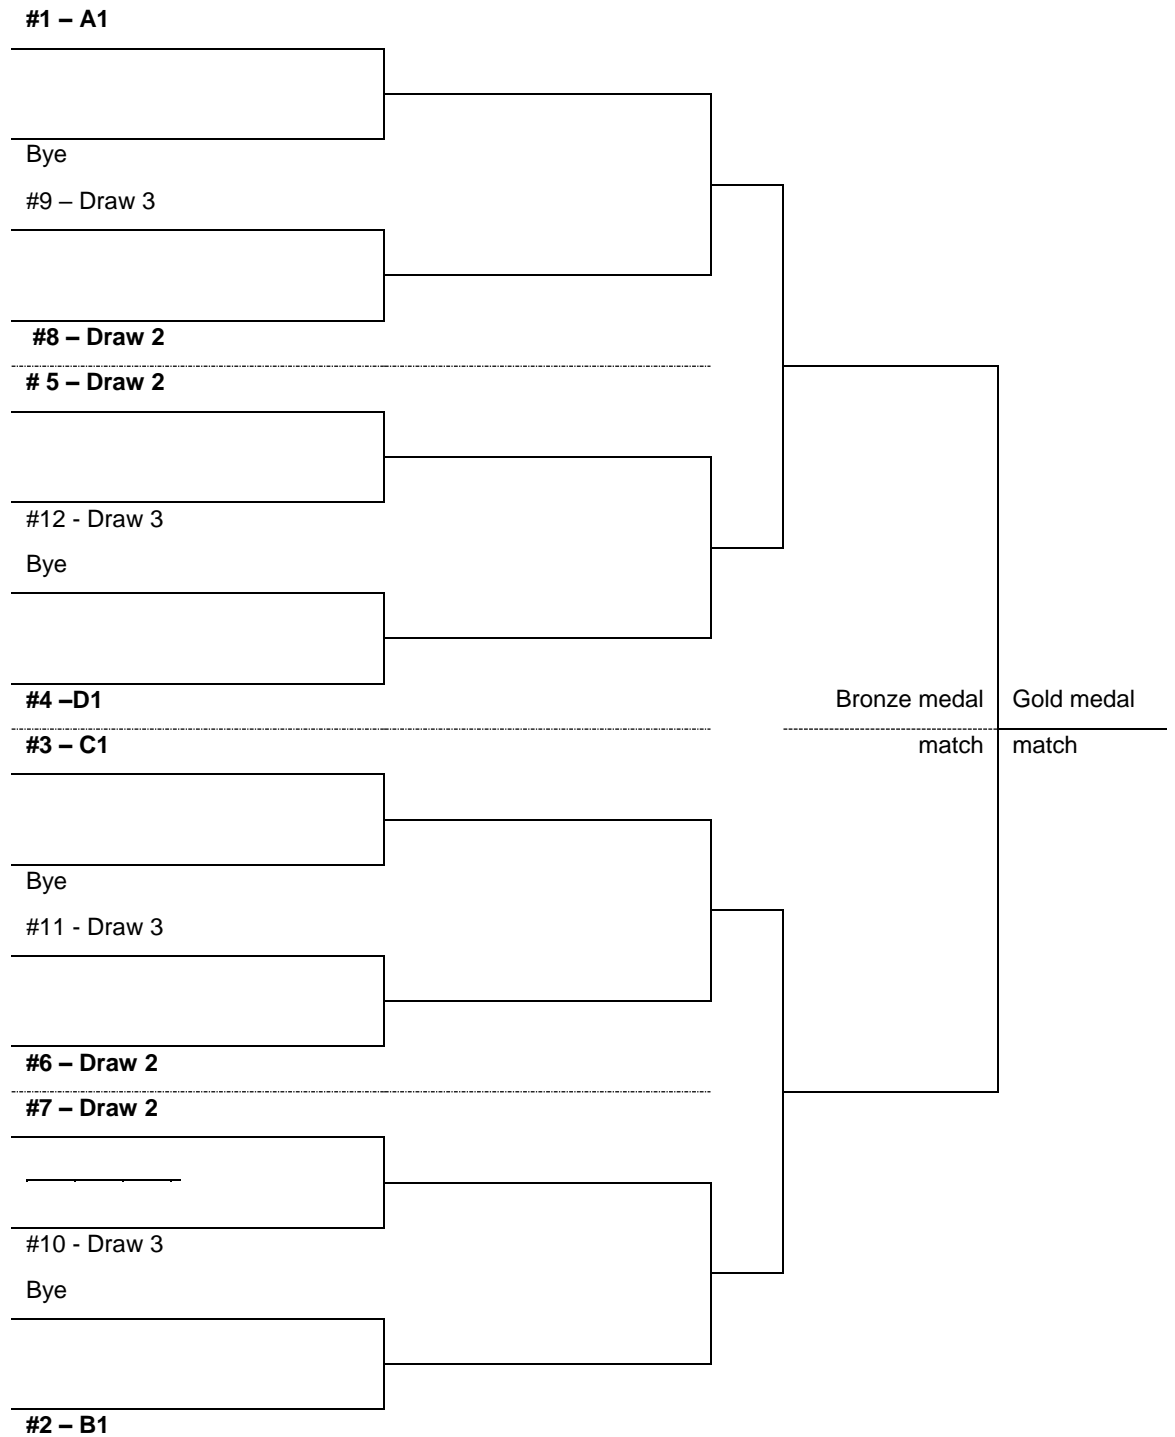 #1 – A1
Bye
#9 – Draw 3
#8 – Draw 2
# 5 – Draw 2
#12 - Draw 3
Bye
#4 –D1
Bronze medal
Gold medal
#3 – C1
match
match
Bye
#11 - Draw 3
#6 – Draw 2
#7 – Draw 2
#10 - Draw 3
Bye
#2 – B1